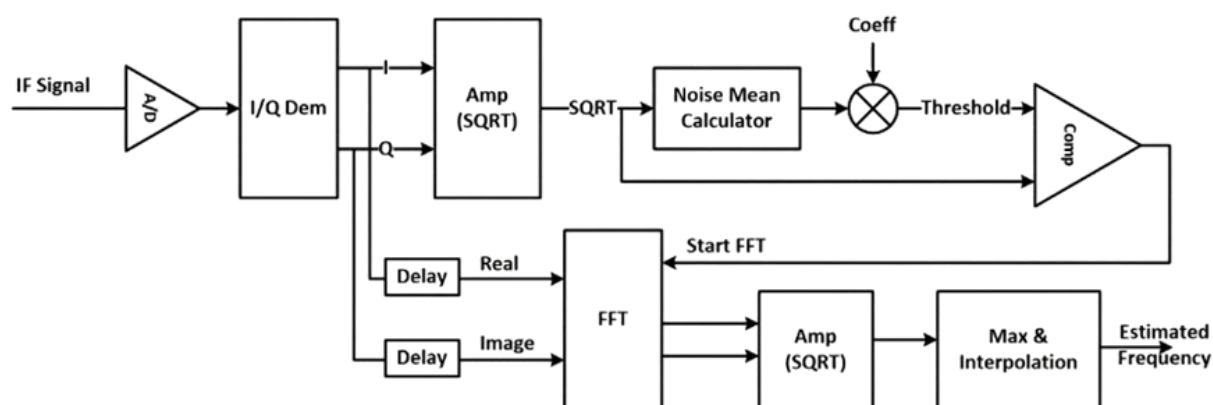 Coeff
IF Signal
A/D
I/Q Dem
I
Q
Amp
(SQRT)
SQRT
Noise Mean
Calculator
Threshold
Comp
Start FFT
Delay
Real
Delay
Image
FFT
Amp
(SQRT)
Max &
Interpolation
Estimated
Frequency